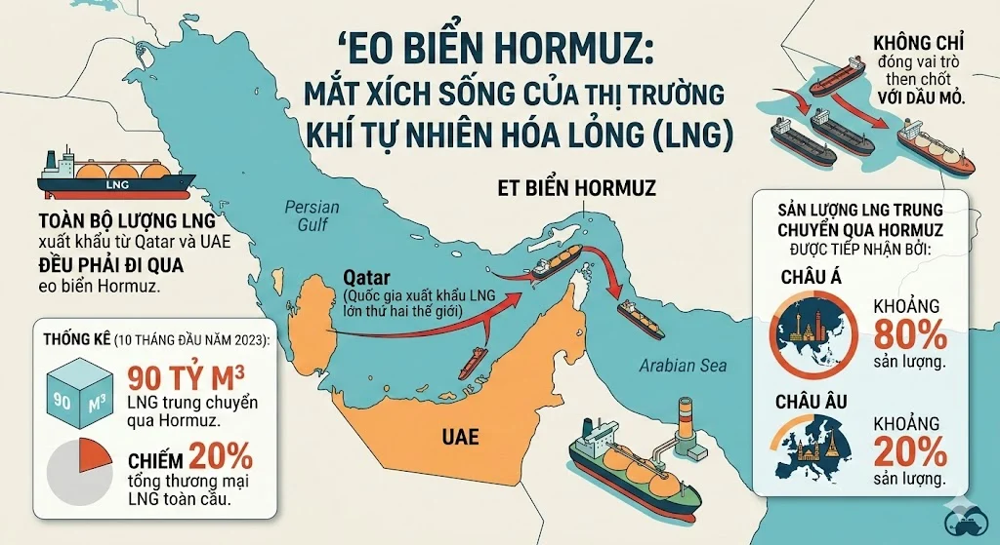 ‘EO BIỂN HORMUZ:
MẮT XÍCH SỐNG CỦA THỊ TRƯỜNG
KHÍ TỰ NHIÊN HÓA LỎNG (LNG)
KHÔNG CHỈ
đóng vai trò
then chốt
VỚI DẦU MỎ.
LNG
TOÀN BỘ LƯỢNG LNG
xuất khẩu từ Qatar và UAE
ĐỀU PHẢI ĐI QUA
eo biển Hormuz.
Persian
Gulf
ET BIỂN HORMUZ
Qatar
(Quốc gia xuất khẩu LNG
lớn thứ hai thế giới)
UAE
Arabian Sea
THỐNG KÊ (10 THÁNG ĐẦU NĂM 2023):
90 M³
90 TỶ M³
LNG trung chuyển
qua Hormuz.
CHIẾM 20%
tổng thương mại
LNG toàn cầu.
SẢN LƯỢNG LNG TRUNG
CHUYỂN QUA HORMUZ
ĐƯỢC TIẾP NHẬN BỞI:
CHÂU Á
KHOẢNG
80%
sản lượng.
CHÂU ÂU
KHOẢNG
20%
sản lượng.